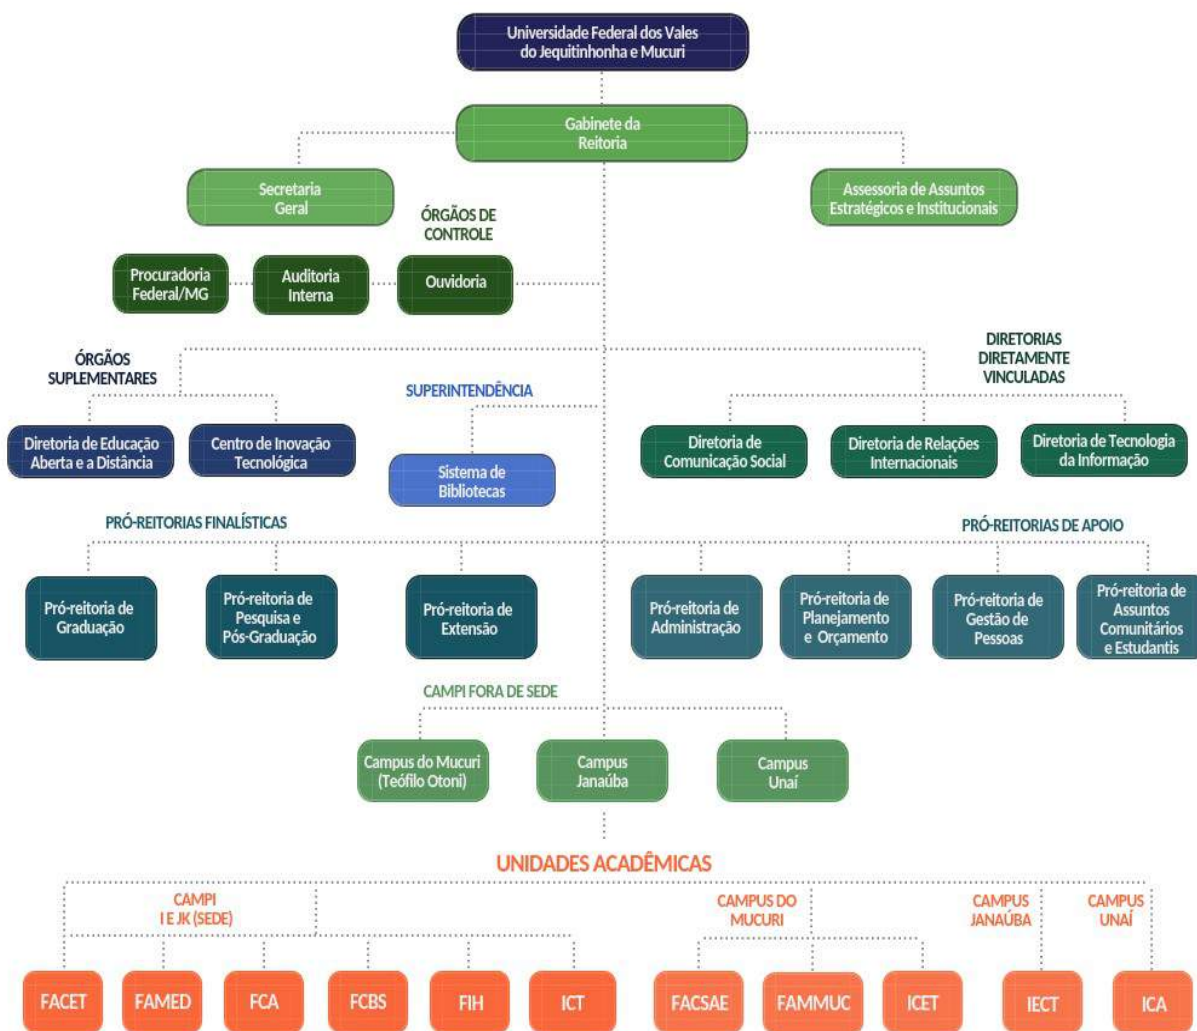 Universidade Federal dos Vales
do Jequitinhonha e Mucuri
Gabinete da
Reitoria
Secretaria
Geral
Assessoria de Assuntos
Estratégicos e Institucionais
ÓRGÃOS DE
CONTROLE
Procuradoria
Federal/MG
Auditoria
Interna
Ouvidoria
ÓRGÃOS
SUPLEMENTARES
SUPERINTENDÊNCIA
DIRETORIAS
DIRETAMENTE
VINCULADAS
Diretoria de Educação
Aberta e a Distância
Centro de Inovação
Tecnológica
Sistema de
Bibliotecas
Diretoria de
Comunicação Social
Diretoria de Relações
Internacionais
Diretoria de Tecnologia
da Informação
PRÓ-REITORIAS FINALÍSTICAS
PRÓ-REITORIAS DE APOIO
Pró-reitoria de
Graduação
Pró-reitoria de
Pesquisa e
Pós-Graduação
Pró-reitoria de
Extensão
Pró-reitoria de
Administração
Pró-reitoria de
Planejamento
e Orçamento
Pró-reitoria de
Gestão de
Pessoas
Pró-reitoria de
Assuntos
Comunitários
e Estudantis
CAMPI FORA DE SEDE
Campus do Mucuri
(Teófilo Otoni)
Campus
Janaúba
Campus
Unaí
UNIDADES ACADÊMICAS
CAMPI
I E JK (SEDE)
CAMPUS DO
MUCURI
CAMPUS
JANAÚBA
CAMPUS
UNAÍ
FACET
FAMED
FCA
FCBS
FIH
ICT
FACSAE
FAMMUC
ICET
IECT
ICA